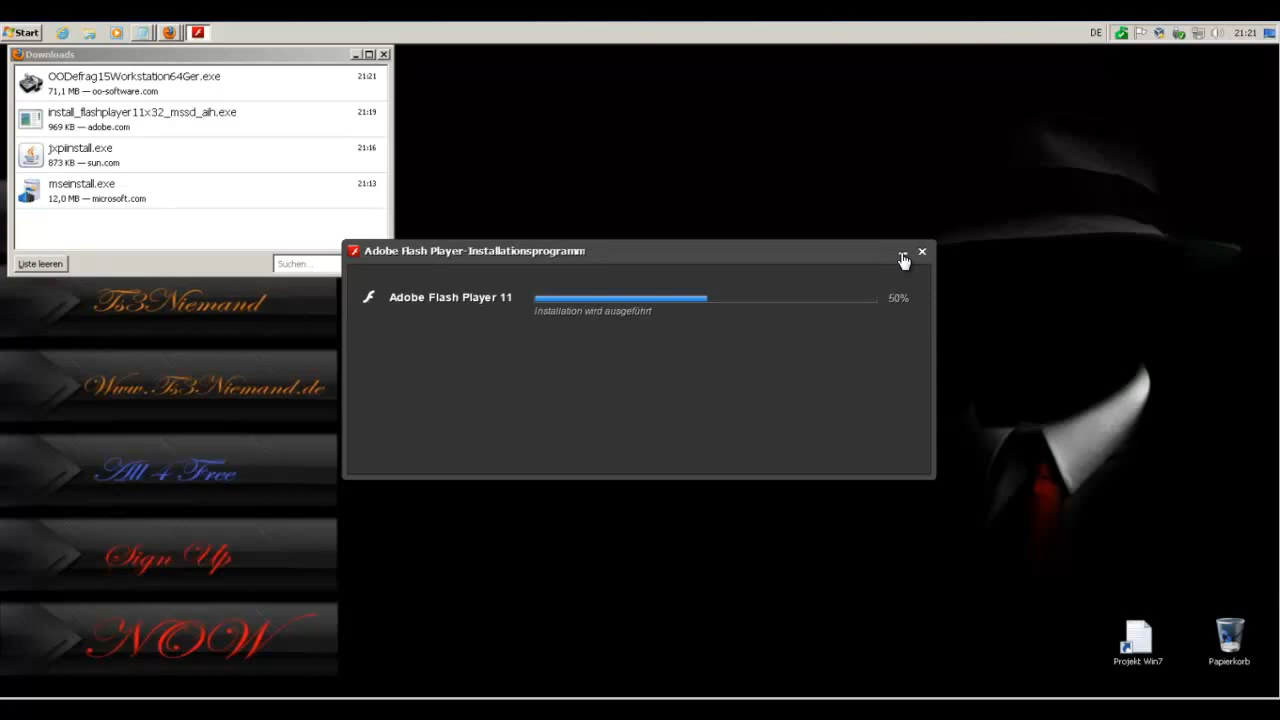 Start
DE
21:21
Downloads
OODefrag15Workstation64Ger.exe
21:21
71,1 MB — oo-software.com
install_flashplayer11x32_mssd_aih.exe
21:19
969 KB — adobe.com
jxpiinstall.exe
21:16
873 KB — sun.com
mseinstall.exe
21:13
12,0 MB — microsoft.com
Liste leeren
Suchen...
Adobe Flash Player-Installationsprogramm
Adobe Flash Player 11
50%
Installation wird ausgeführt
Ts3Niemand
Www.Ts3Niemand.de
All 4 Free
Sign Up
NOW
Projekt Win7
Papierkorb